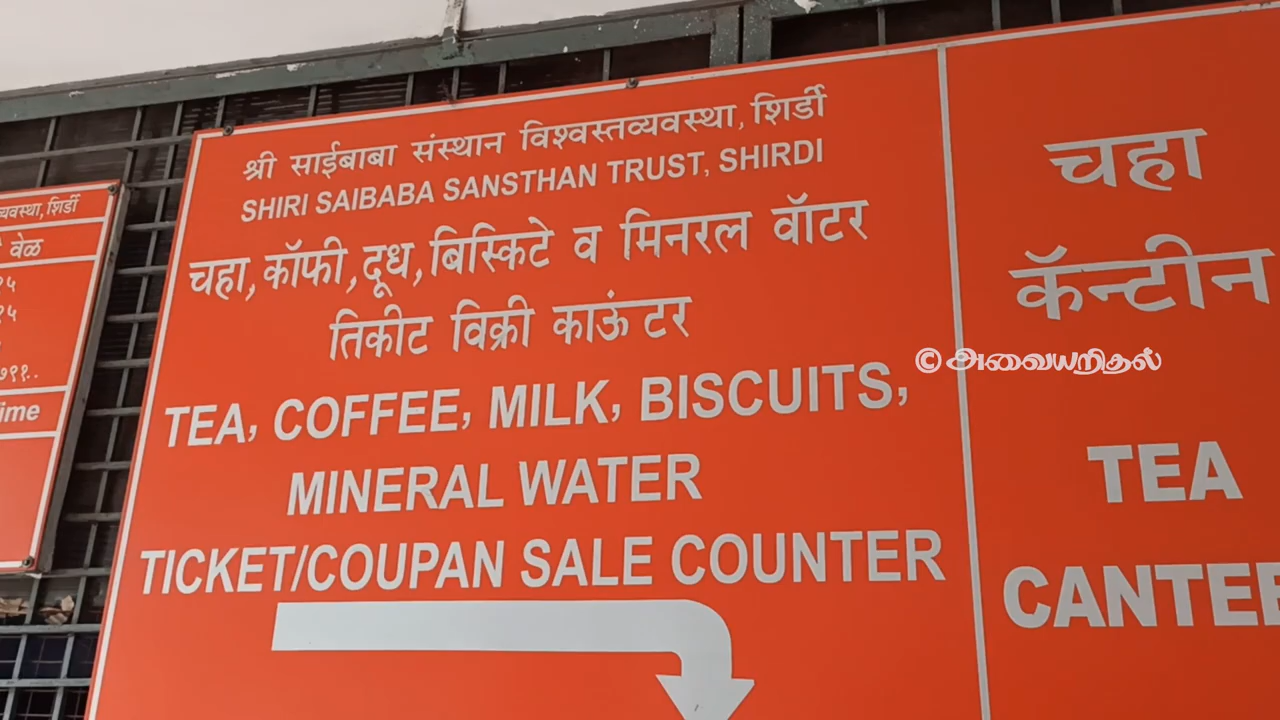 श्री साईबाबा संस्थान विश्वस्तव्यवस्था, शिर्डी
SHIRI SAIBABA SANSTHAN TRUST, SHIRDI
चहा, कॉफी, दूध, बिस्किटे व मिनरल वॉटर
तिकीट विक्री काऊंटर
TEA, COFFEE, MILK, BISCUITS,
MINERAL WATER
TICKET/COUPAN SALE COUNTER
चहा
कॅन्टीन
TEA
CANTEE
©அவையறிதல்
शिर्डी
वेळ